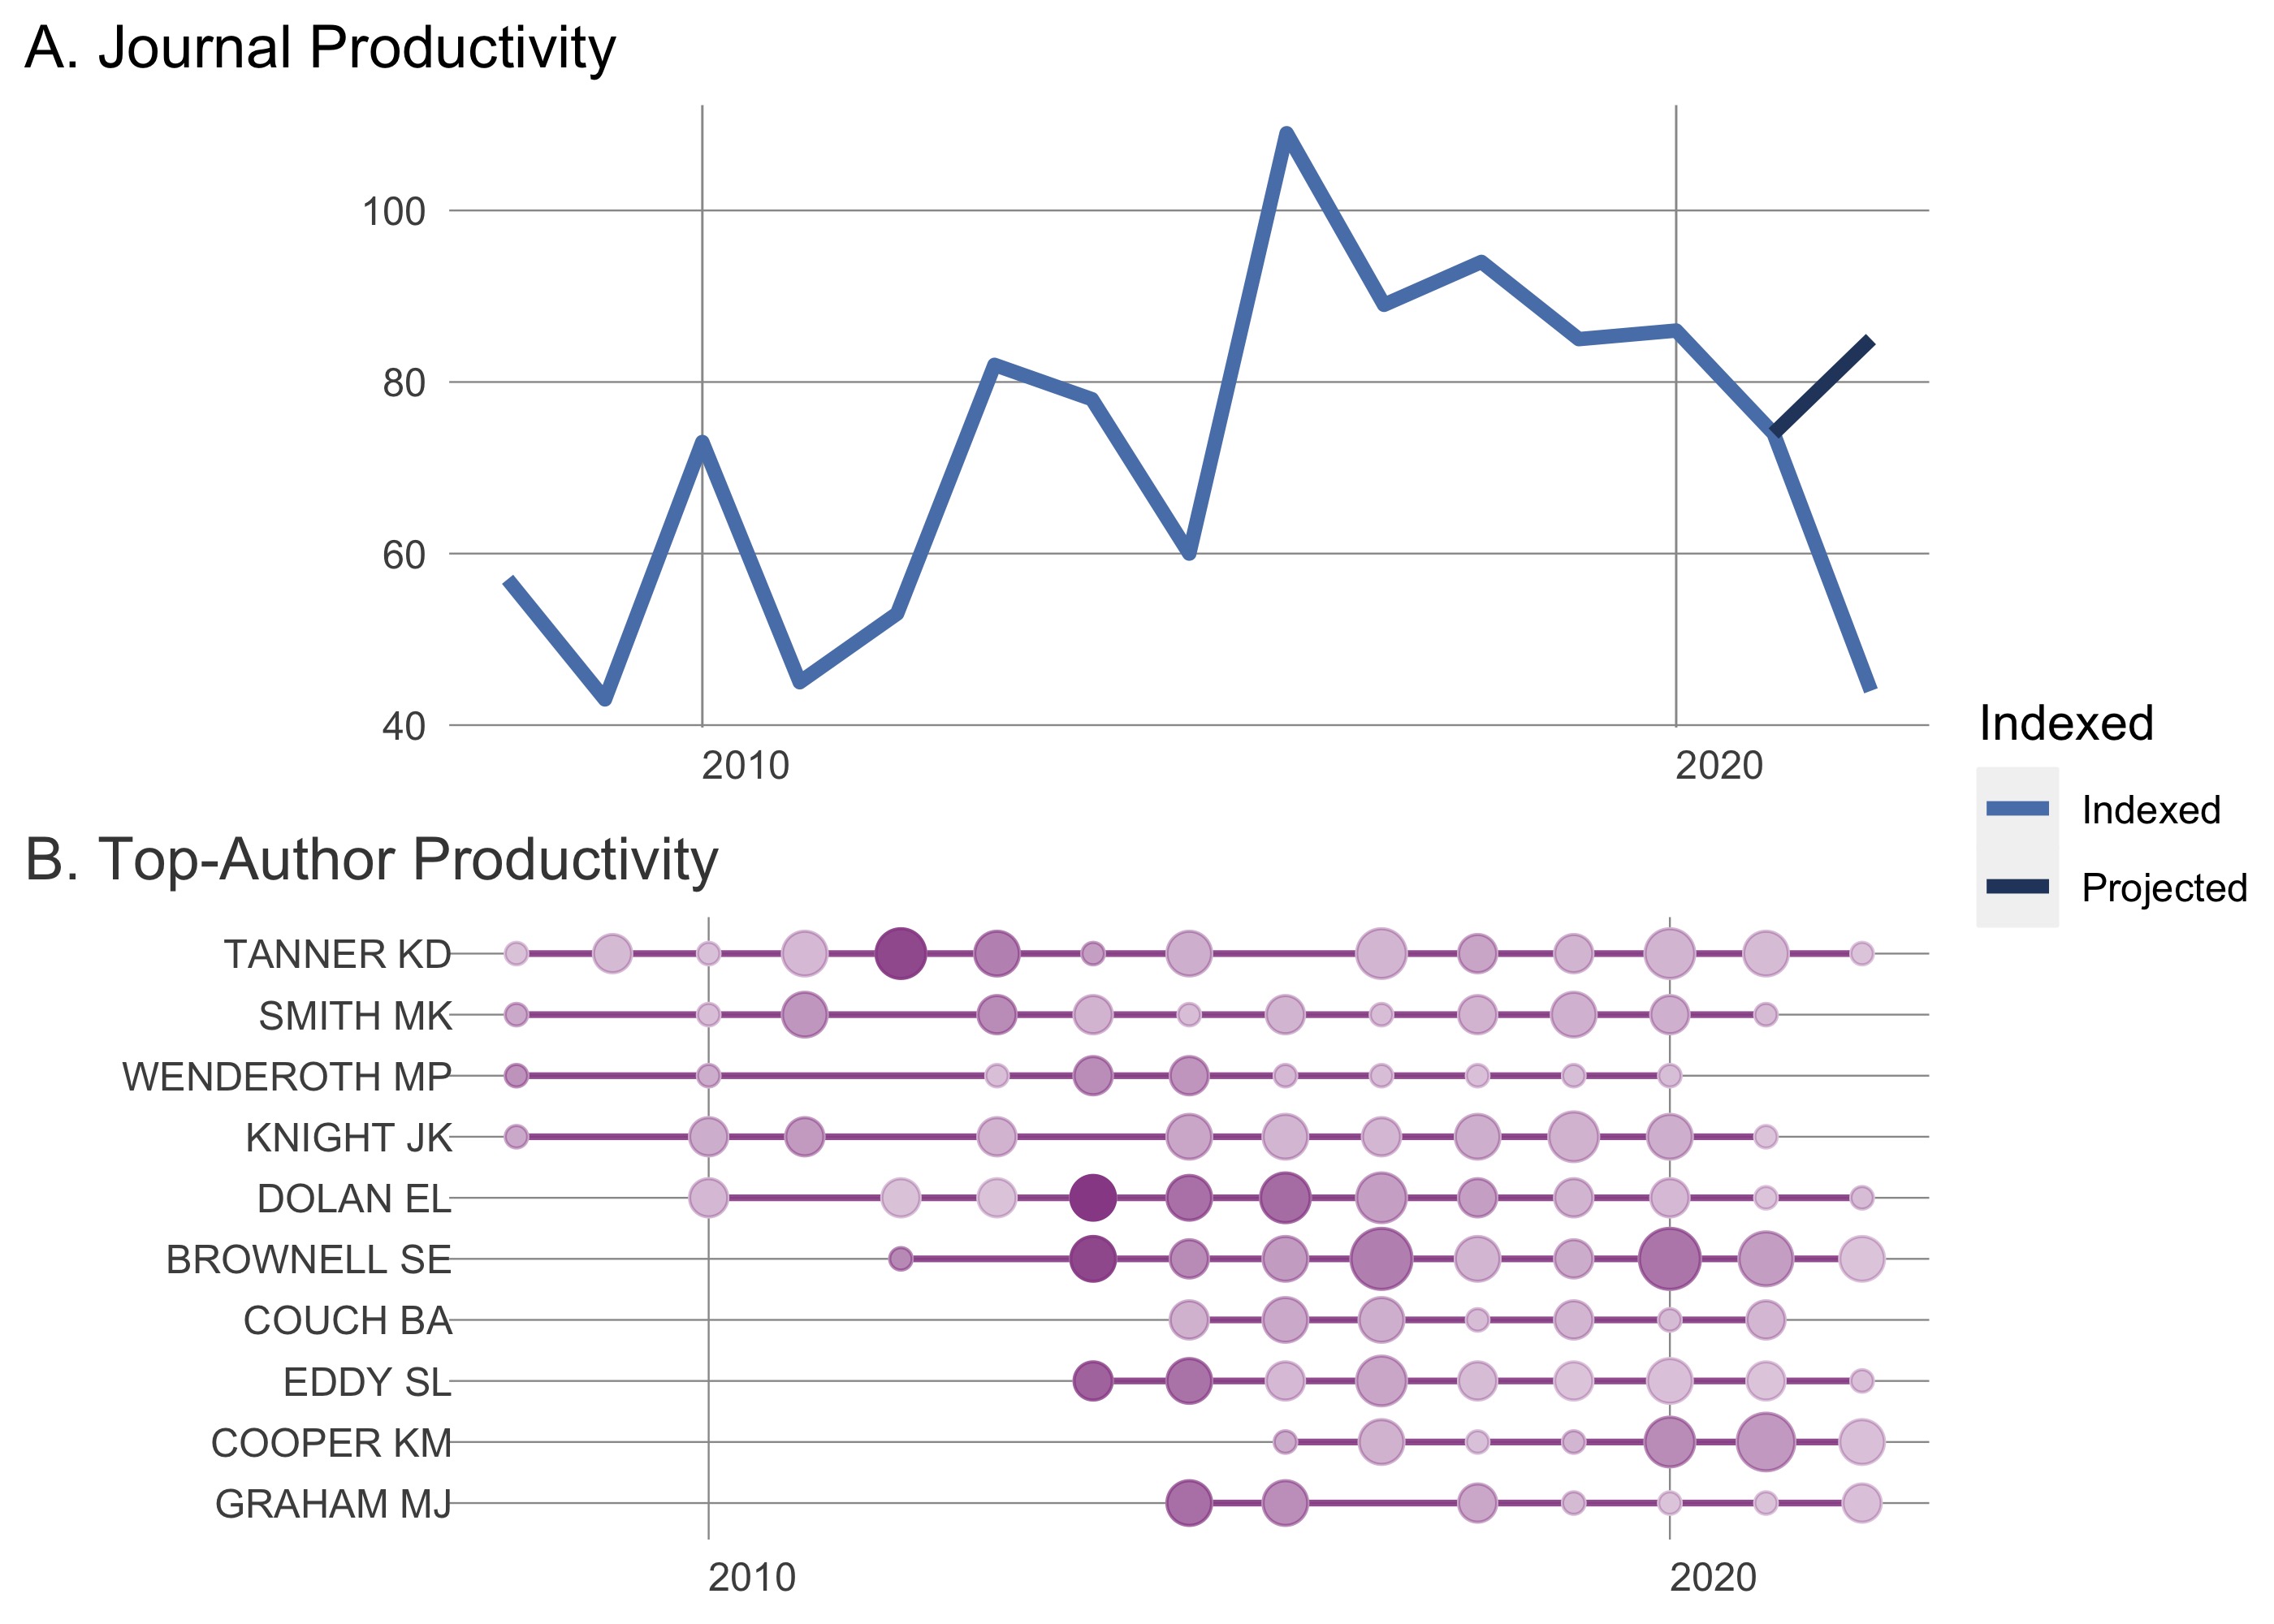 A. Journal Productivity
100
80
60
40
2010 2020
Indexed
Indexed
Projected
B. Top-Author Productivity
TANNER KD
SMITH MK
WENDEROTH MP
KNIGHT JK
DOLAN EL
BROWNELL SE
COUCH BA
EDDY SL
COOPER KM
GRAHAM MJ
2010 2020